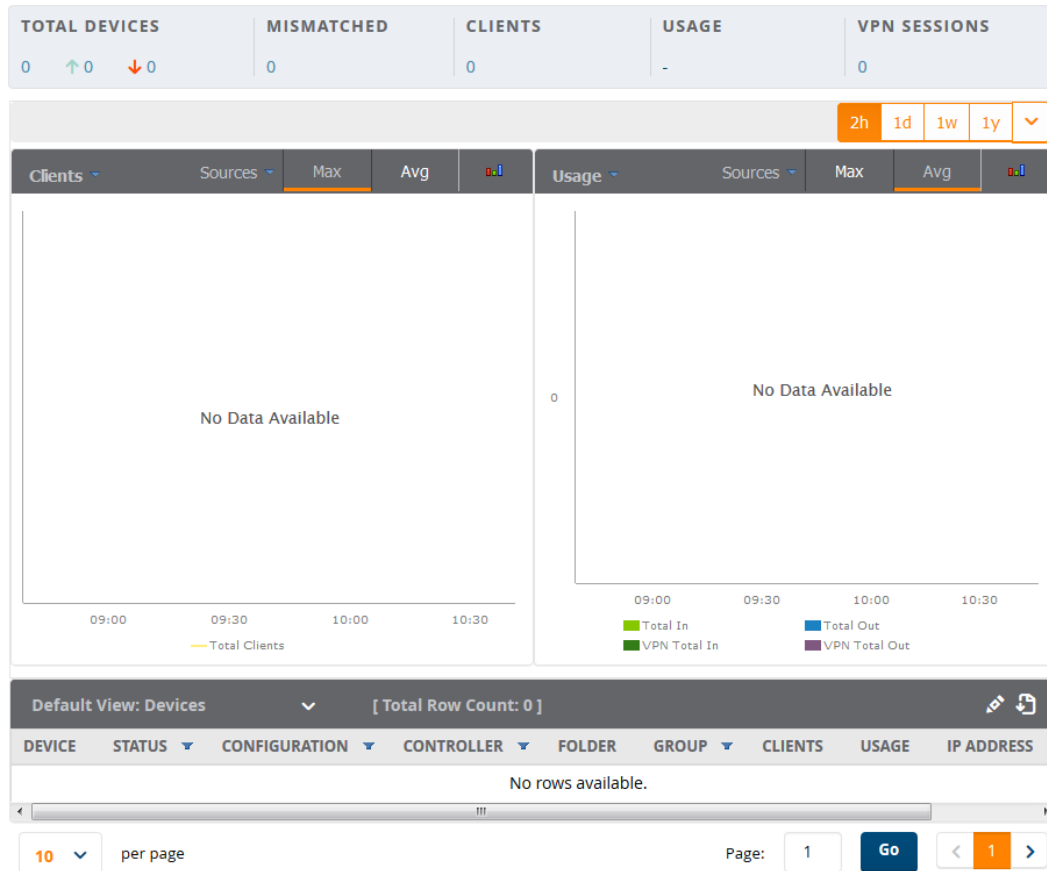 TOTAL DEVICES MISMATCHED CLIENTS USAGE VPN SESSIONS
0 0 0 0 0 - 0
2h 1d 1w 1y
Clients Sources Max Avg Usage Sources Max Avg
No Data Available
0
No Data Available
09:00 09:30 10:00 10:30
Total Clients
09:00 09:30 10:00 10:30
Total In Total Out
VPN Total In VPN Total Out
Default View: Devices [ Total Row Count: 0 ]
DEVICE STATUS CONFIGURATION CONTROLLER FOLDER GROUP CLIENTS USAGE IP ADDRESS
No rows available.
10 per page Page: 1 Go < 1 >